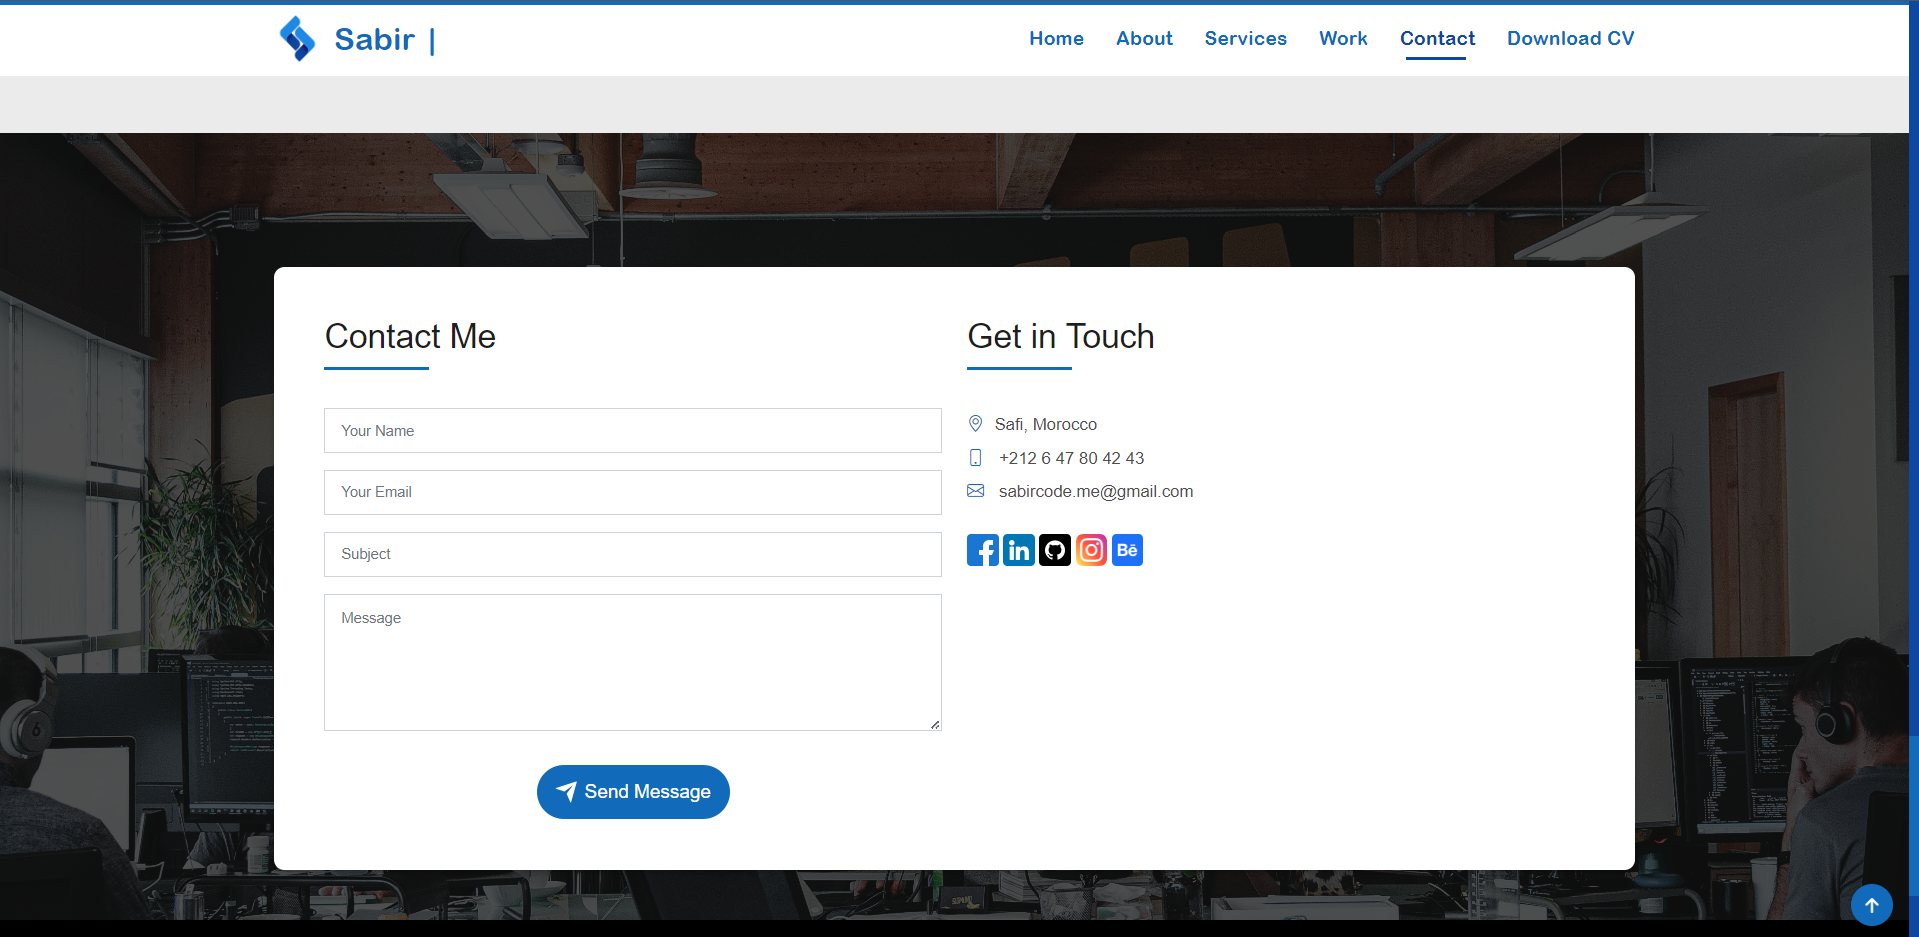 Sabir |
Home About Services Work Contact Download CV
Contact Me
Your Name
Your Email
Subject
Message
Send Message
Get in Touch
Safi, Morocco
+212 6 47 80 42 43
sabircode.me@gmail.com
in
Bē